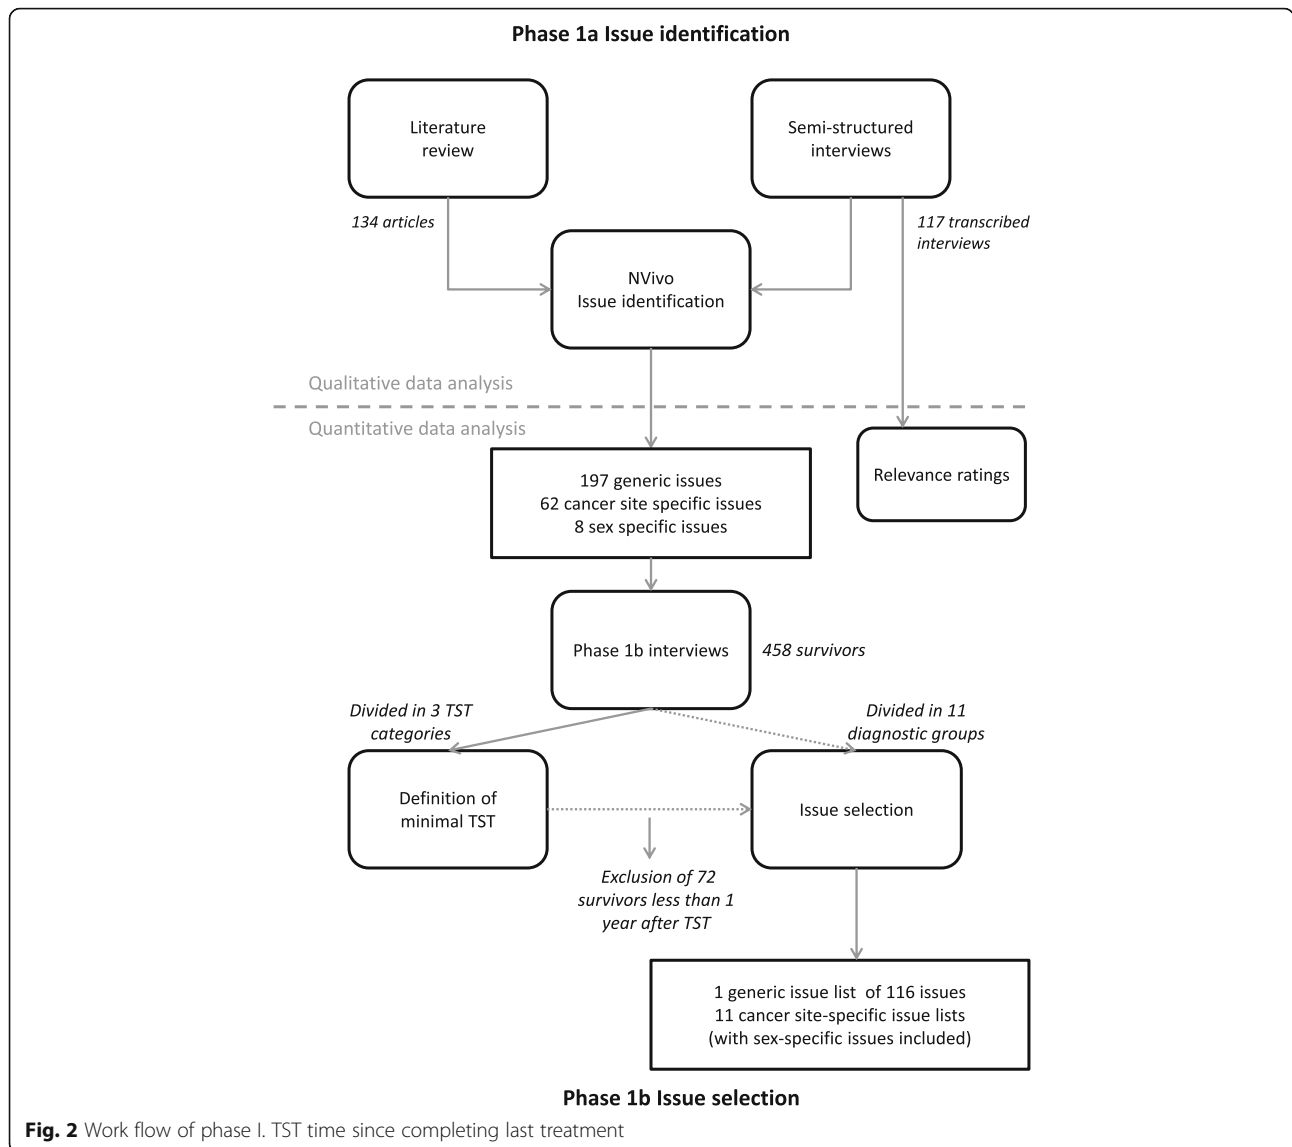 Phase 1a Issue identification
Literature
review
Semi-structured
interviews
134 articles
117 transcribed
interviews
NVivo
Issue identification
Qualitative data analysis
Quantitative data analysis
Relevance ratings
197 generic issues
62 cancer site specific issues
8 sex specific issues
Phase 1b interviews
458 survivors
Divided in 3 TST
categories
Divided in 11
diagnostic groups
Definition of
minimal TST
Issue selection
Exclusion of 72
survivors less than 1
year after TST
1 generic issue list of 116 issues
11 cancer site-specific issue lists
(with sex-specific issues included)
Phase 1b Issue selection
Fig. 2 Work flow of phase I. TST time since completing last treatment